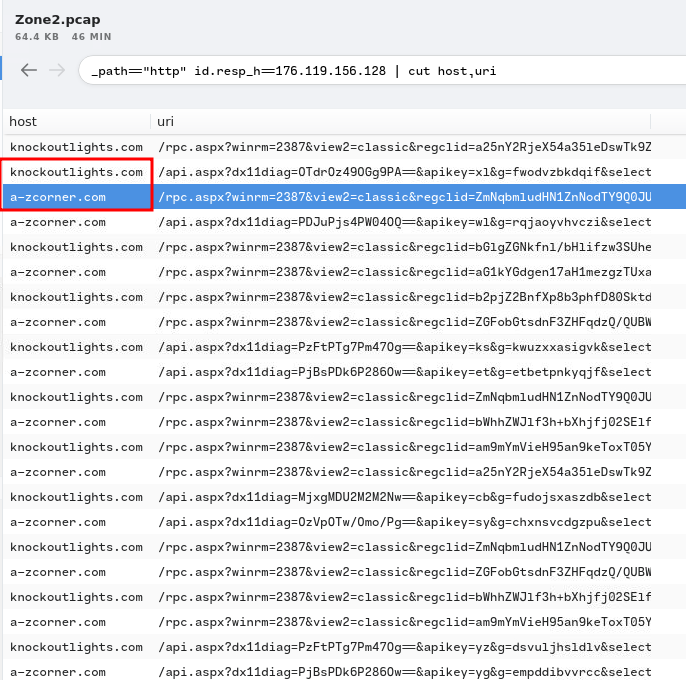 Zone2.pcap
64.4 KB 46 MIN
_path=="http" id.resp_h==176.119.156.128 | cut host,uri
host uri
knockoutlights.com /rpc.aspx?winrm=2387&view2=classic&regclid=a25nY2RjeX54a35leDswTk9Z
knockoutlights.com /api.aspx?dx11diag=OTdrOz49OGg9PA==&apikey=xl&g=fwodvzbkdqif&select
a-zcorner.com /rpc.aspx?winrm=2387&view2=classic&regclid=ZmNqbmludHN1ZnNodTY9Q0JU
a-zcorner.com /api.aspx?dx11diag=PDJuPjs4PW04OQ==&apikey=wl&g=rqjaoyvhvczi&select
knockoutlights.com /rpc.aspx?winrm=2387&view2=classic&regclid=bGlgZGNkfnl/bHlifzw3SUhe
a-zcorner.com /rpc.aspx?winrm=2387&view2=classic&regclid=aG1kYGdgen17aH1mezgzTUxa
knockoutlights.com /rpc.aspx?winrm=2387&view2=classic&regclid=b2pjZ2BnfXp8b3phfD80Sktd
a-zcorner.com /rpc.aspx?winrm=2387&view2=classic&regclid=ZGFobGtsdnF3ZHFqdzQ/QUBW
knockoutlights.com /api.aspx?dx11diag=PzFtPTg7Pm47Og==&apikey=ks&g=kwuzxxasigvk&select
a-zcorner.com /api.aspx?dx11diag=PjBsPDk6P286Ow==&apikey=et&g=etbetpnkyqjf&select
knockoutlights.com /rpc.aspx?winrm=2387&view2=classic&regclid=ZmNqbmludHN1ZnNodTY9Q0JU
a-zcorner.com /rpc.aspx?winrm=2387&view2=classic&regclid=bWhhZWJlf3h+bXhjfj02SElf
knockoutlights.com /rpc.aspx?winrm=2387&view2=classic&regclid=am9mYmVieH95an9keToxT05Y
a-zcorner.com /rpc.aspx?winrm=2387&view2=classic&regclid=a25nY2RjeX54a35leDswTk9Z
knockoutlights.com /api.aspx?dx11diag=MjxgMDU2M2M2Nw==&apikey=cb&g=fudojsxaszdb&select
a-zcorner.com /api.aspx?dx11diag=OzVpOTw/Omo/Pg==&apikey=sy&g=chxnsvcdgzpu&select
knockoutlights.com /rpc.aspx?winrm=2387&view2=classic&regclid=ZmNqbmludHN1ZnNodTY9Q0JU
a-zcorner.com /rpc.aspx?winrm=2387&view2=classic&regclid=ZGFobGtsdnF3ZHFqdzQ/QUBW
knockoutlights.com /rpc.aspx?winrm=2387&view2=classic&regclid=bWhhZWJlf3h+bXhjfj02SElf
a-zcorner.com /rpc.aspx?winrm=2387&view2=classic&regclid=am9mYmVieH95an9keToxT05Y
knockoutlights.com /api.aspx?dx11diag=PzFtPTg7Pm47Og==&apikey=yz&g=dsvuljhsldlv&select
a-zcorner.com /api.aspx?dx11diag=PjBsPDk6P286Ow==&apikey=yg&g=empddibvvrcc&select